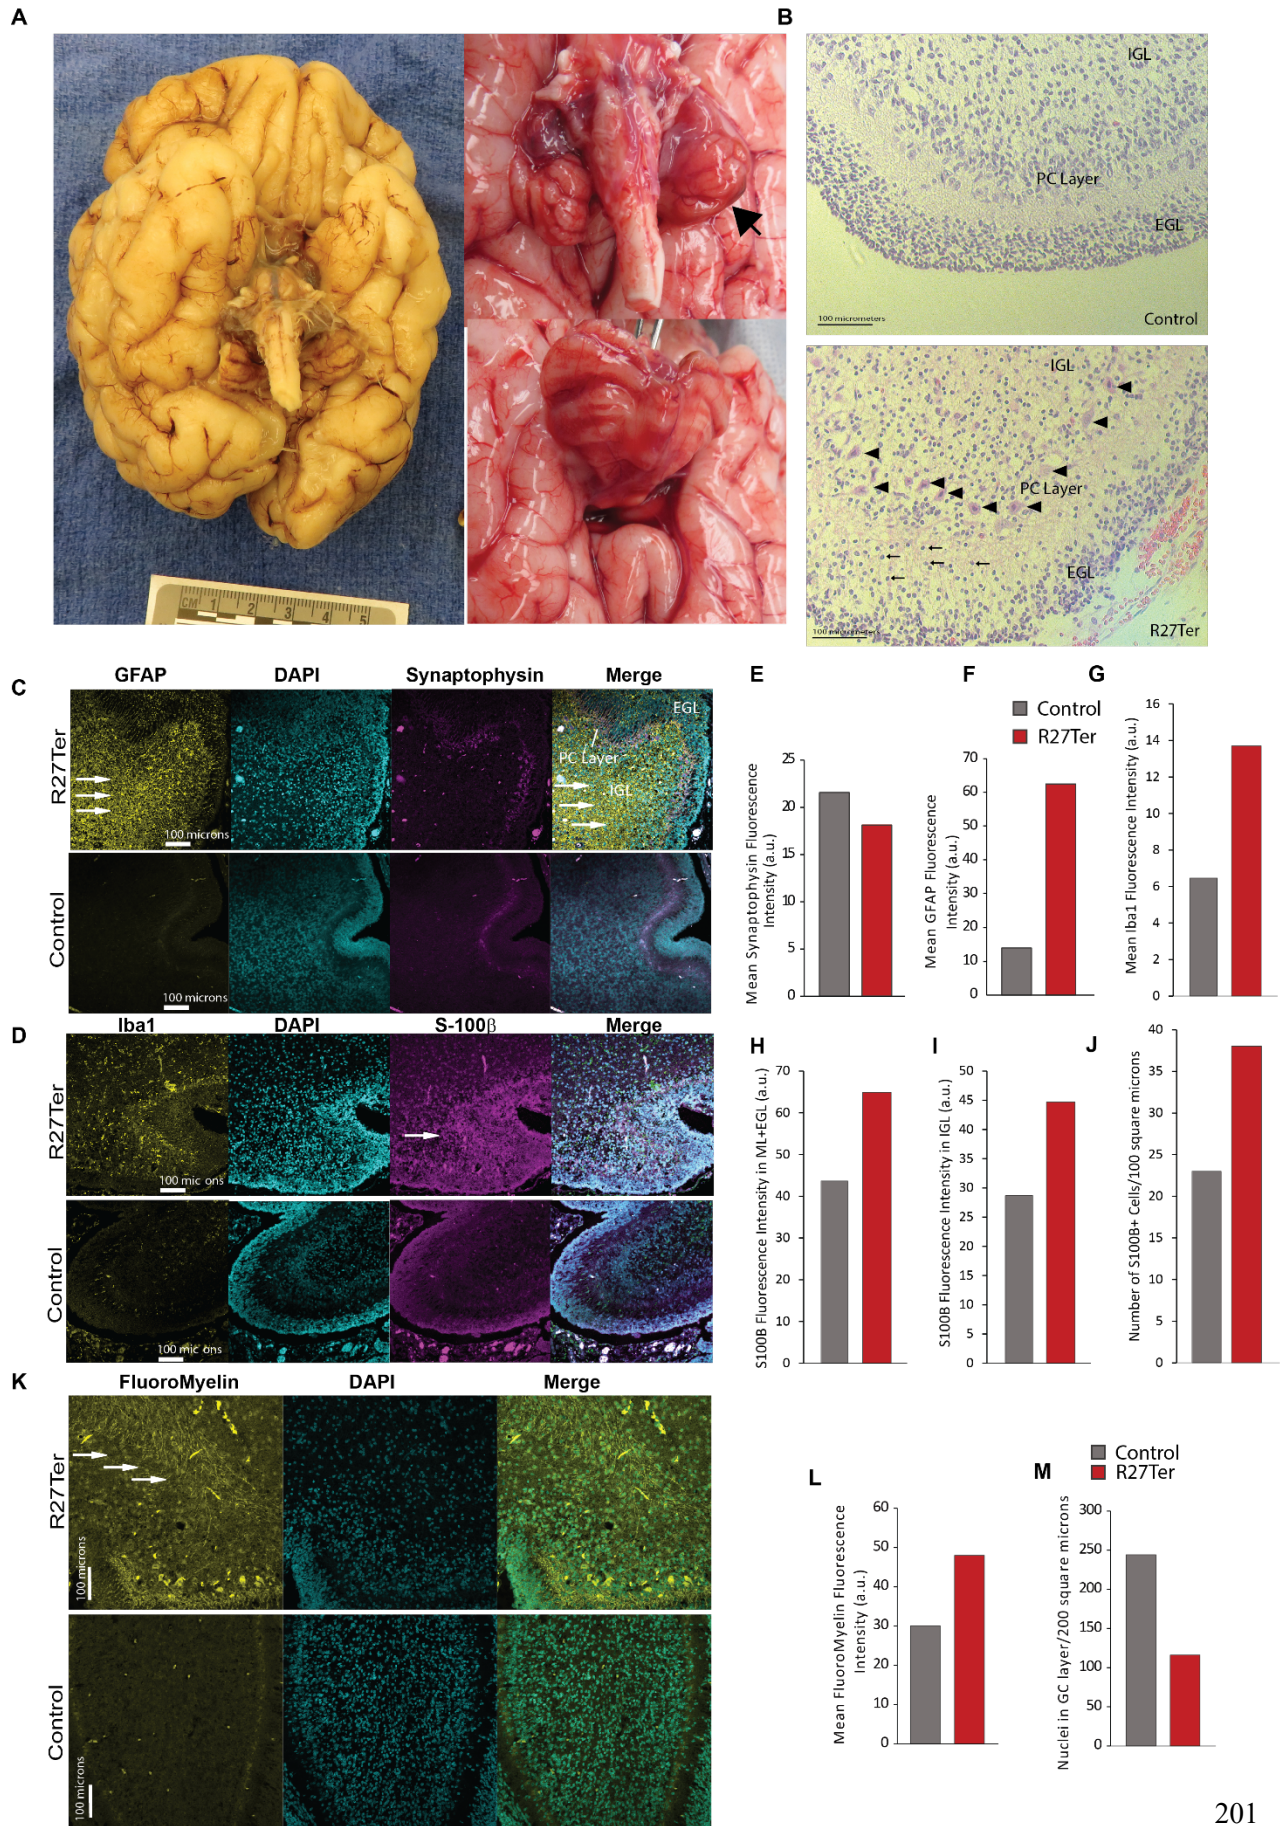 A
B
IGL
PC Layer
EGL
100 micrometers
Control
IGL
PC Layer
EGL
100 micrometers
R27Ter
CM 1 2 3 4 5
C
GFAP DAPI Synaptophysin Merge
R27Ter
EGL
PC Layer
IGL
100 microns
Control
100 microns
D
Iba1 DAPI S-100β Merge
R27Ter
100 mic ons
Control
100 mic ons
E
Mean Synaptophysin Fluorescence
Intensity (a.u.)
25
20
15
10
5
0
F
Control
R27Ter
Mean GFAP Fluorescence
Intensity (a.u.)
70
60
50
40
30
20
10
0
G
Mean Iba1 Fluorescence Intensity (a.u.)
16
14
12
10
8
6
4
2
0
H
S100B Fluorescence Intensity in ML+EGL (a.u.)
70
60
50
40
30
20
10
0
I
S100B Fluorescence Intensity in IGL (a.u.)
50
45
40
35
30
25
20
15
10
5
0
J
Number of S100B+ Cells/100 square microns
40
35
30
25
20
15
10
5
0
K
FluoroMyelin DAPI Merge
R27Ter
100 microns
Control
100 microns
L
Mean FluoroMyelin Fluorescence
Intensity (a.u.)
60
50
40
30
20
10
0
M
Control
R27Ter
Nuclei in GC layer/200 square microns
300
250
200
150
100
50
0
201